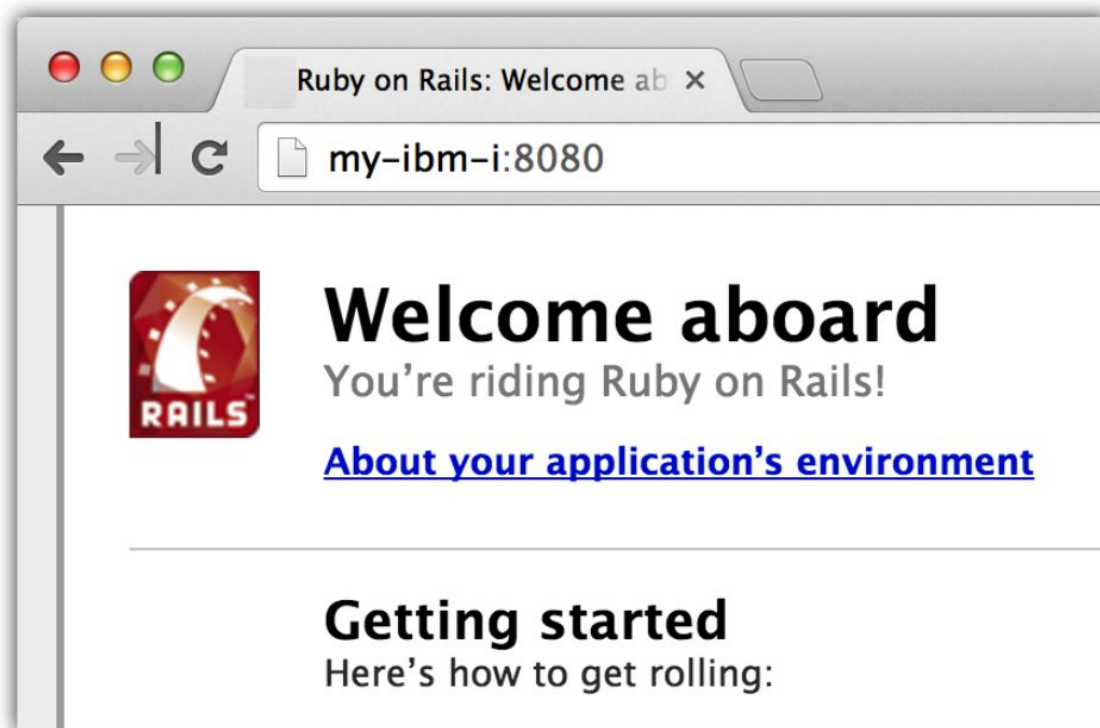 Ruby on Rails: Welcome ab
my-ibm-i:8080
RAILS™
Welcome aboard
You're riding Ruby on Rails!
About your application's environment
Getting started
Here's how to get rolling: